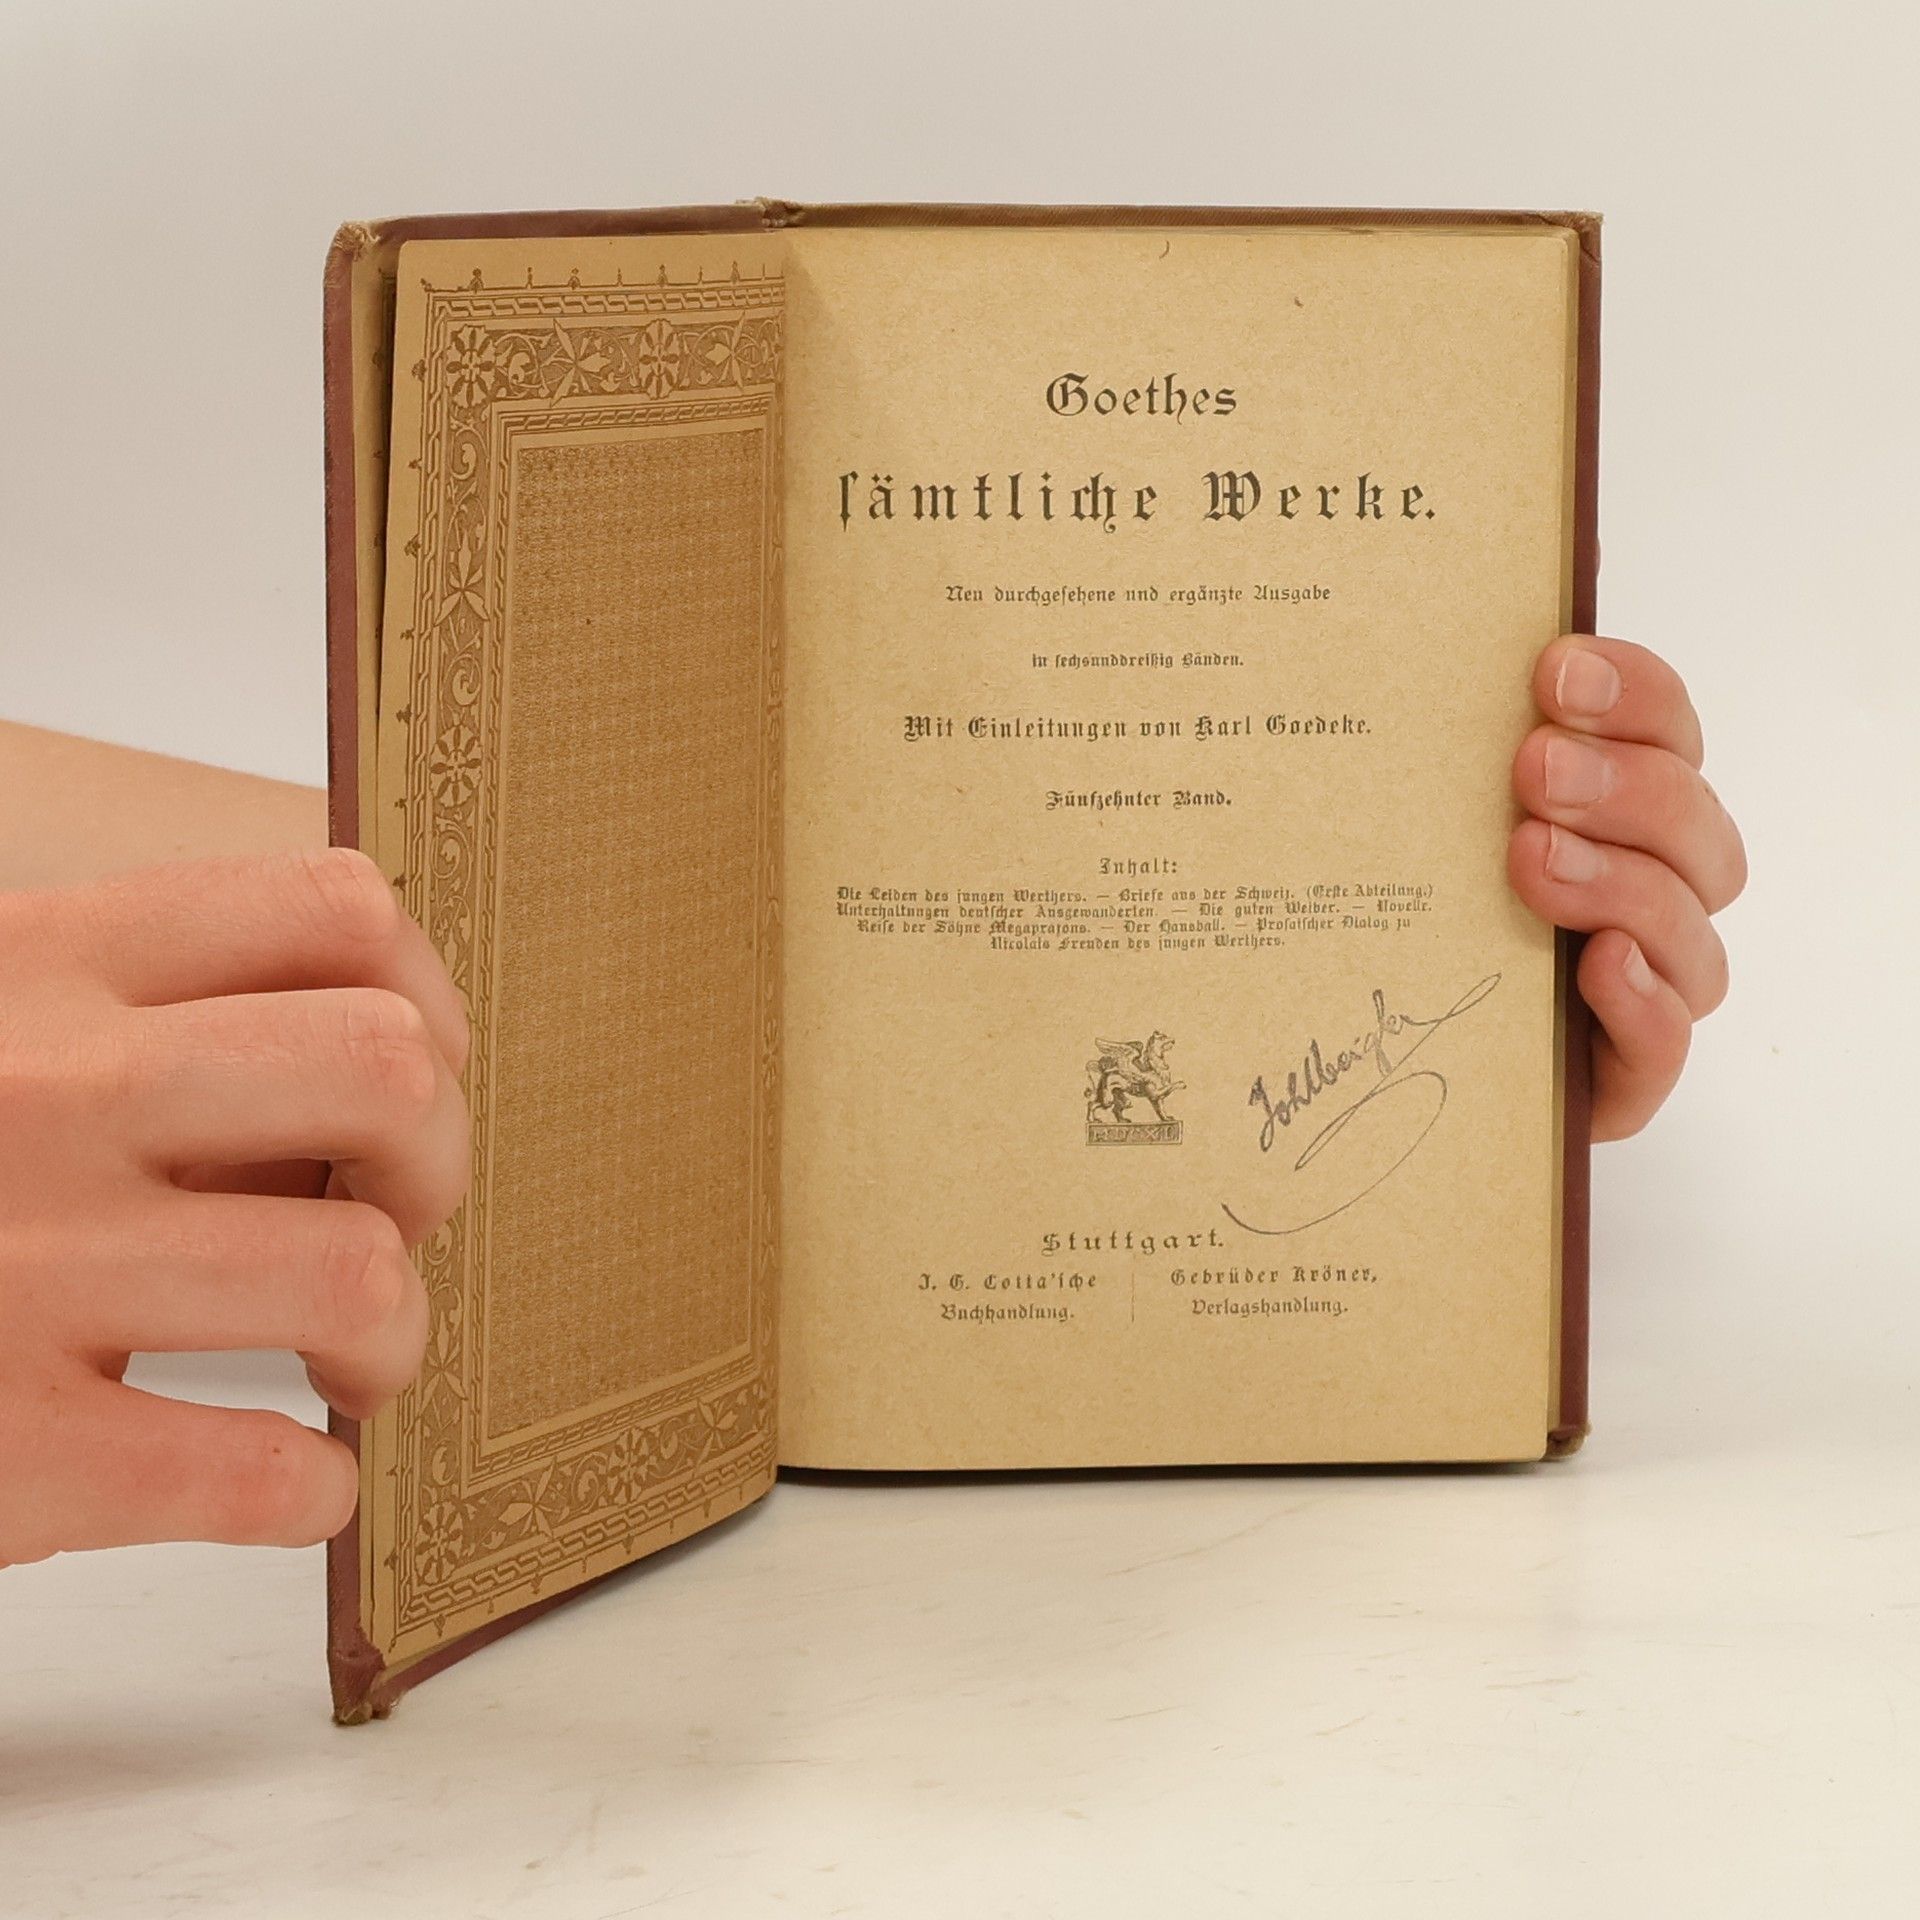 Goethes
ſämtliche Werke.
Neu durchgeſehene und ergänzte Ausgabe
in ſechsunddreißig Bänden.
Mit Einleitungen von Karl Goedeke.
Fünfzehnter Band.
Inhalt:
Die Leiden des jungen Werthers. — Briefe aus der Schweiz. (Erſte Abteilung.)
Unterhaltungen deutſcher Ausgewanderten. — Die guten Weiber. — Novelle.
Reiſe der Söhne Megaprazons. — Der Hausball. — Proſaiſcher Dialog zu
Nicolais Freuden des jungen Werthers.
Stuttgart.
J. G. Cotta'ſche
Buchhandlung.
Gebrüder Kröner,
Verlagshandlung.